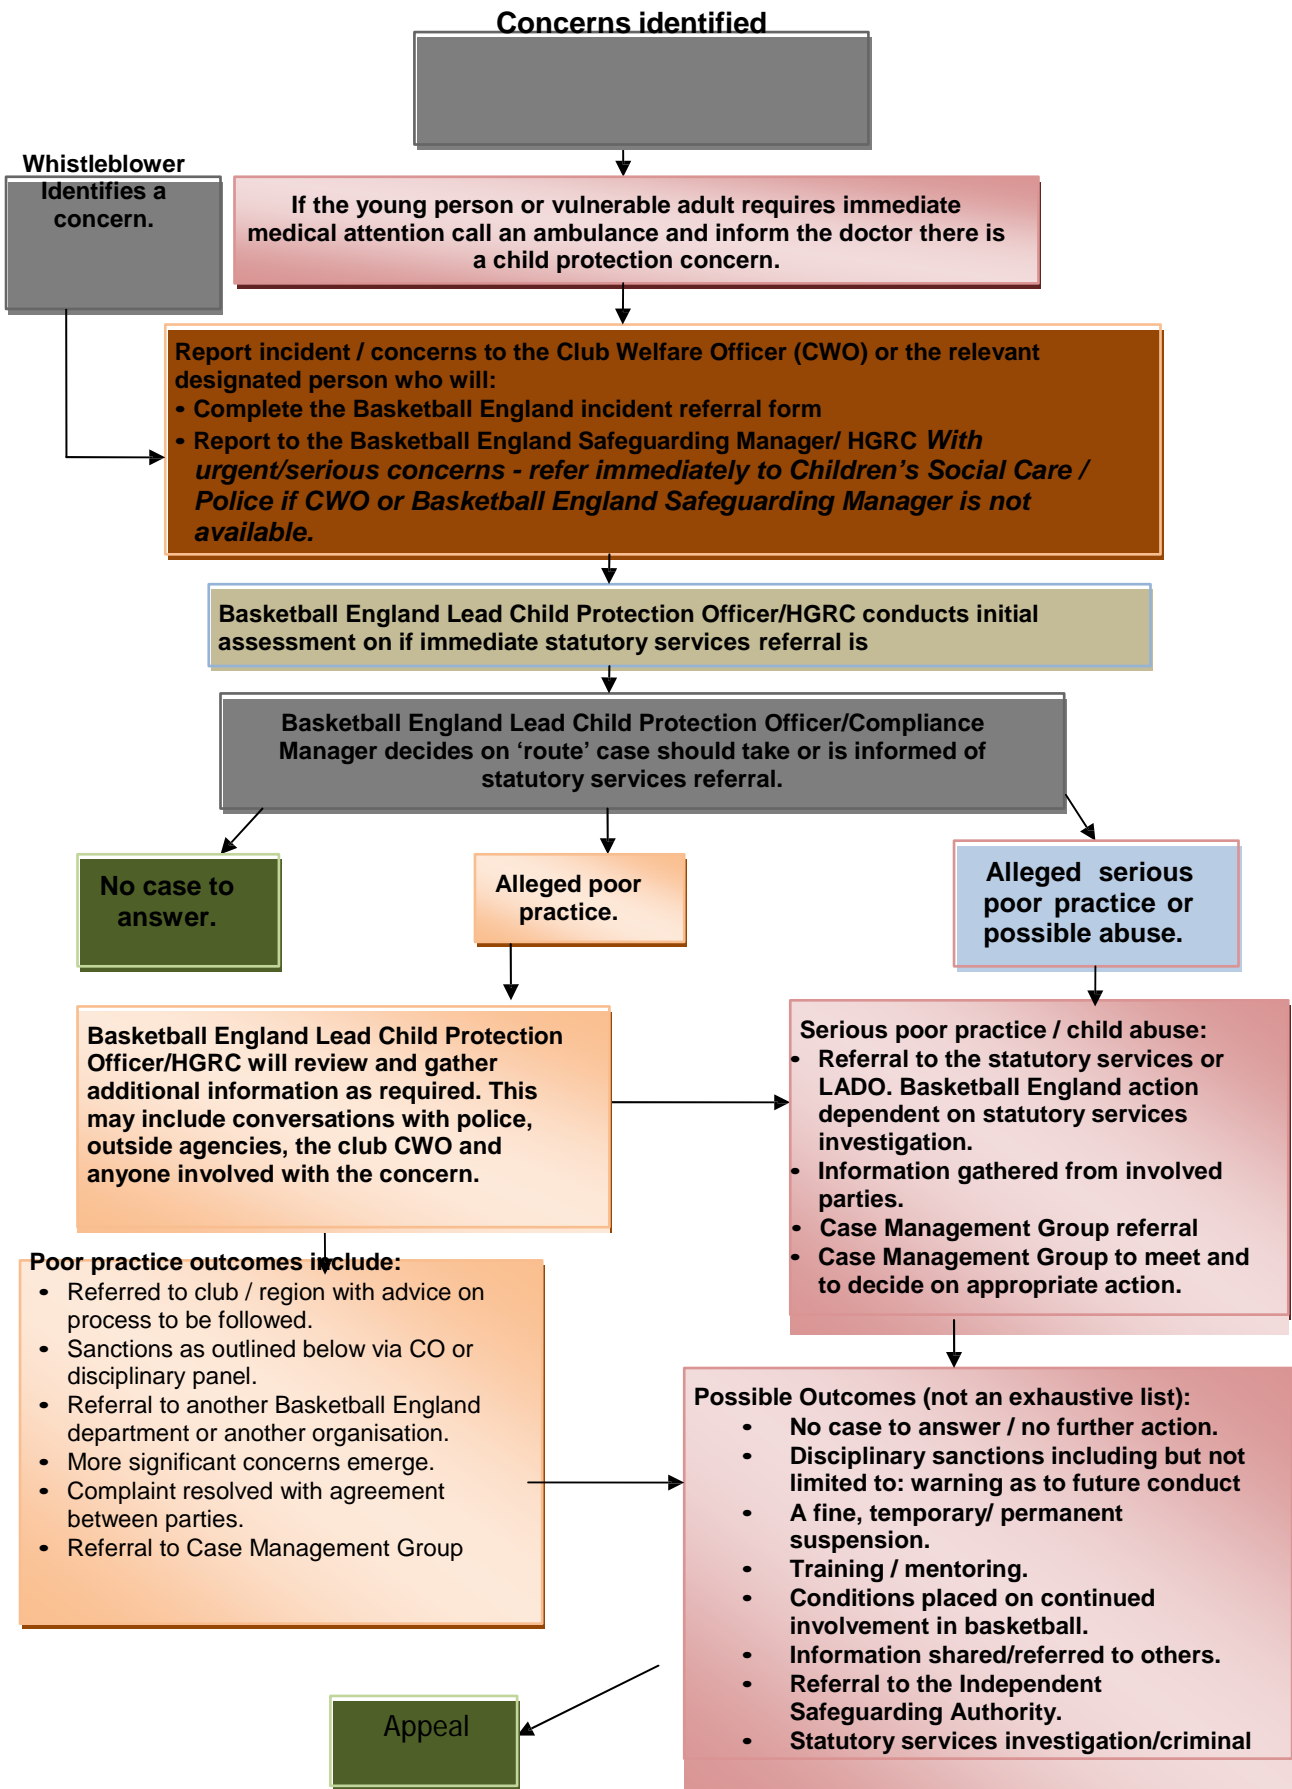 Concerns identified
Whistleblower
Identifies a
concern.
If the young person or vulnerable adult requires immediate
medical attention call an ambulance and inform the doctor there is
a child protection concern.
Report incident / concerns to the Club Welfare Officer (CWO) or the relevant
designated person who will:
• Complete the Basketball England incident referral form
• Report to the Basketball England Safeguarding Manager/ HGRC With
urgent/serious concerns - refer immediately to Children’s Social Care /
Police if CWO or Basketball England Safeguarding Manager is not
available.
Basketball England Lead Child Protection Officer/HGRC conducts initial
assessment on if immediate statutory services referral is
Basketball England Lead Child Protection Officer/Compliance
Manager decides on ‘route’ case should take or is informed of
statutory services referral.
No case to
answer.
Alleged poor
practice.
Alleged serious
poor practice or
possible abuse.
Basketball England Lead Child Protection
Officer/HGRC will review and gather
additional information as required. This
may include conversations with police,
outside agencies, the club CWO and
anyone involved with the concern.
Serious poor practice / child abuse:
• Referral to the statutory services or
LADO. Basketball England action
dependent on statutory services
investigation.
• Information gathered from involved
parties.
• Case Management Group referral
• Case Management Group to meet and
to decide on appropriate action.
Poor practice outcomes include:
• Referred to club / region with advice on
process to be followed.
• Sanctions as outlined below via CO or
disciplinary panel.
• Referral to another Basketball England
department or another organisation.
• More significant concerns emerge.
• Complaint resolved with agreement
between parties.
• Referral to Case Management Group
Possible Outcomes (not an exhaustive list):
• No case to answer / no further action.
• Disciplinary sanctions including but not
limited to: warning as to future conduct
• A fine, temporary/ permanent
suspension.
• Training / mentoring.
• Conditions placed on continued
involvement in basketball.
• Information shared/referred to others.
• Referral to the Independent
Safeguarding Authority.
• Statutory services investigation/criminal
Appeal